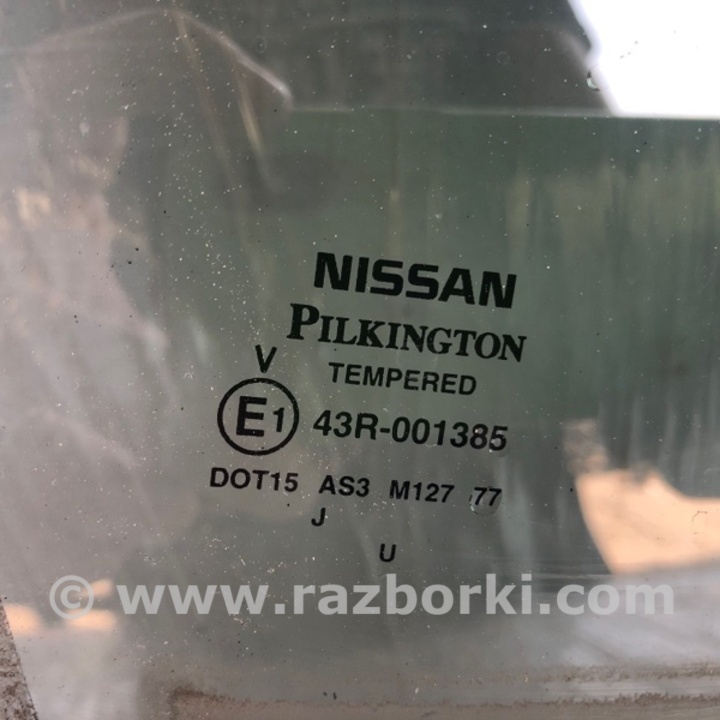 NISSAN
PILKINGTON
TEMPERED
V
E1 43R-001385
DOT15 AS3 M127 77
J
U
© www.razborki.com